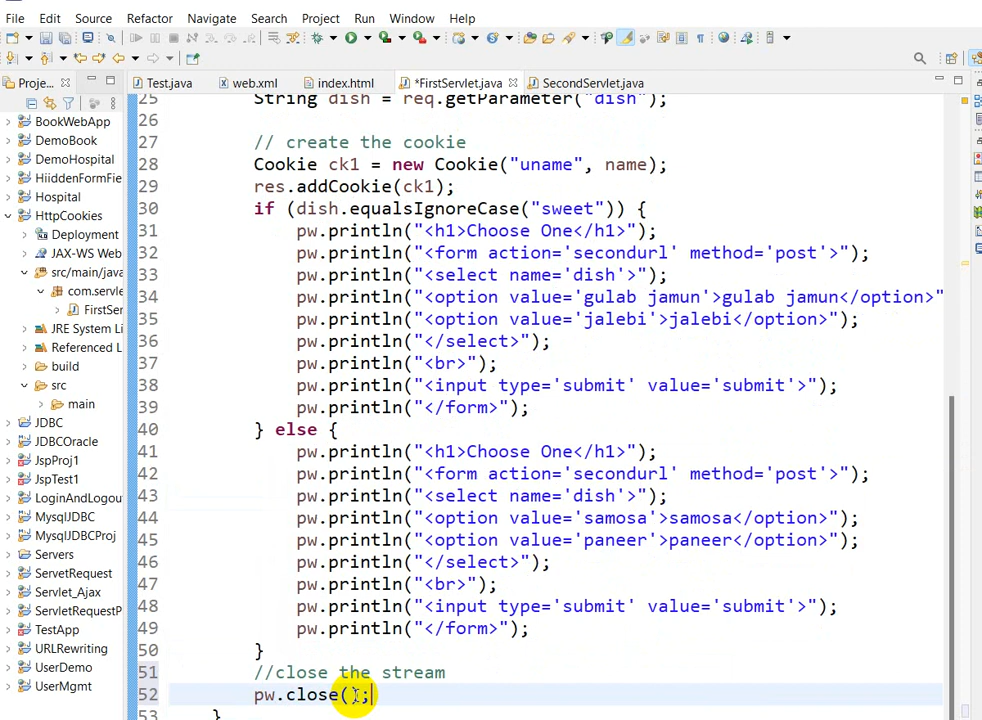 File Edit Source Refactor Navigate Search Project Run Window Help
Proje...
Test.java web.xml index.html *FirstServlet.java SecondServlet.java
BookWebApp
DemoBook
DemoHospital
HiiddenFormFie
Hospital
HttpCookies
Deployment
JAX-WS Web
src/main/java
com.servle
FirstSer
JRE System Li
Referenced L
build
src
main
JDBC
JDBCOracle
JspProj1
JspTest1
LoginAndLogou
MysqlJDBC
MysqlJDBCProj
Servers
ServetRequest
Servlet_Ajax
ServletRequestP
TestApp
URLRewriting
UserDemo
UserMgmt
25 String dish = req.getParameter("dish");
26
27 // create the cookie
28 Cookie ck1 = new Cookie("uname", name);
29 res.addCookie(ck1);
30 if (dish.equalsIgnoreCase("sweet")) {
31 pw.println("<h1>Choose One</h1>");
32 pw.println("<form action='secondurl' method='post'>");
33 pw.println("<select name='dish'>");
34 pw.println("<option value='gulab jamun'>gulab jamun</option>"
35 pw.println("<option value='jalebi'>jalebi</option>");
36 pw.println("</select>");
37 pw.println("<br>");
38 pw.println("<input type='submit' value='submit'>");
39 pw.println("</form>");
40 } else {
41 pw.println("<h1>Choose One</h1>");
42 pw.println("<form action='secondurl' method='post'>");
43 pw.println("<select name='dish'>");
44 pw.println("<option value='samosa'>samosa</option>");
45 pw.println("<option value='paneer'>paneer</option>");
46 pw.println("</select>");
47 pw.println("<br>");
48 pw.println("<input type='submit' value='submit'>");
49 pw.println("</form>");
50 }
51 //close the stream
52 pw.close();
53 }